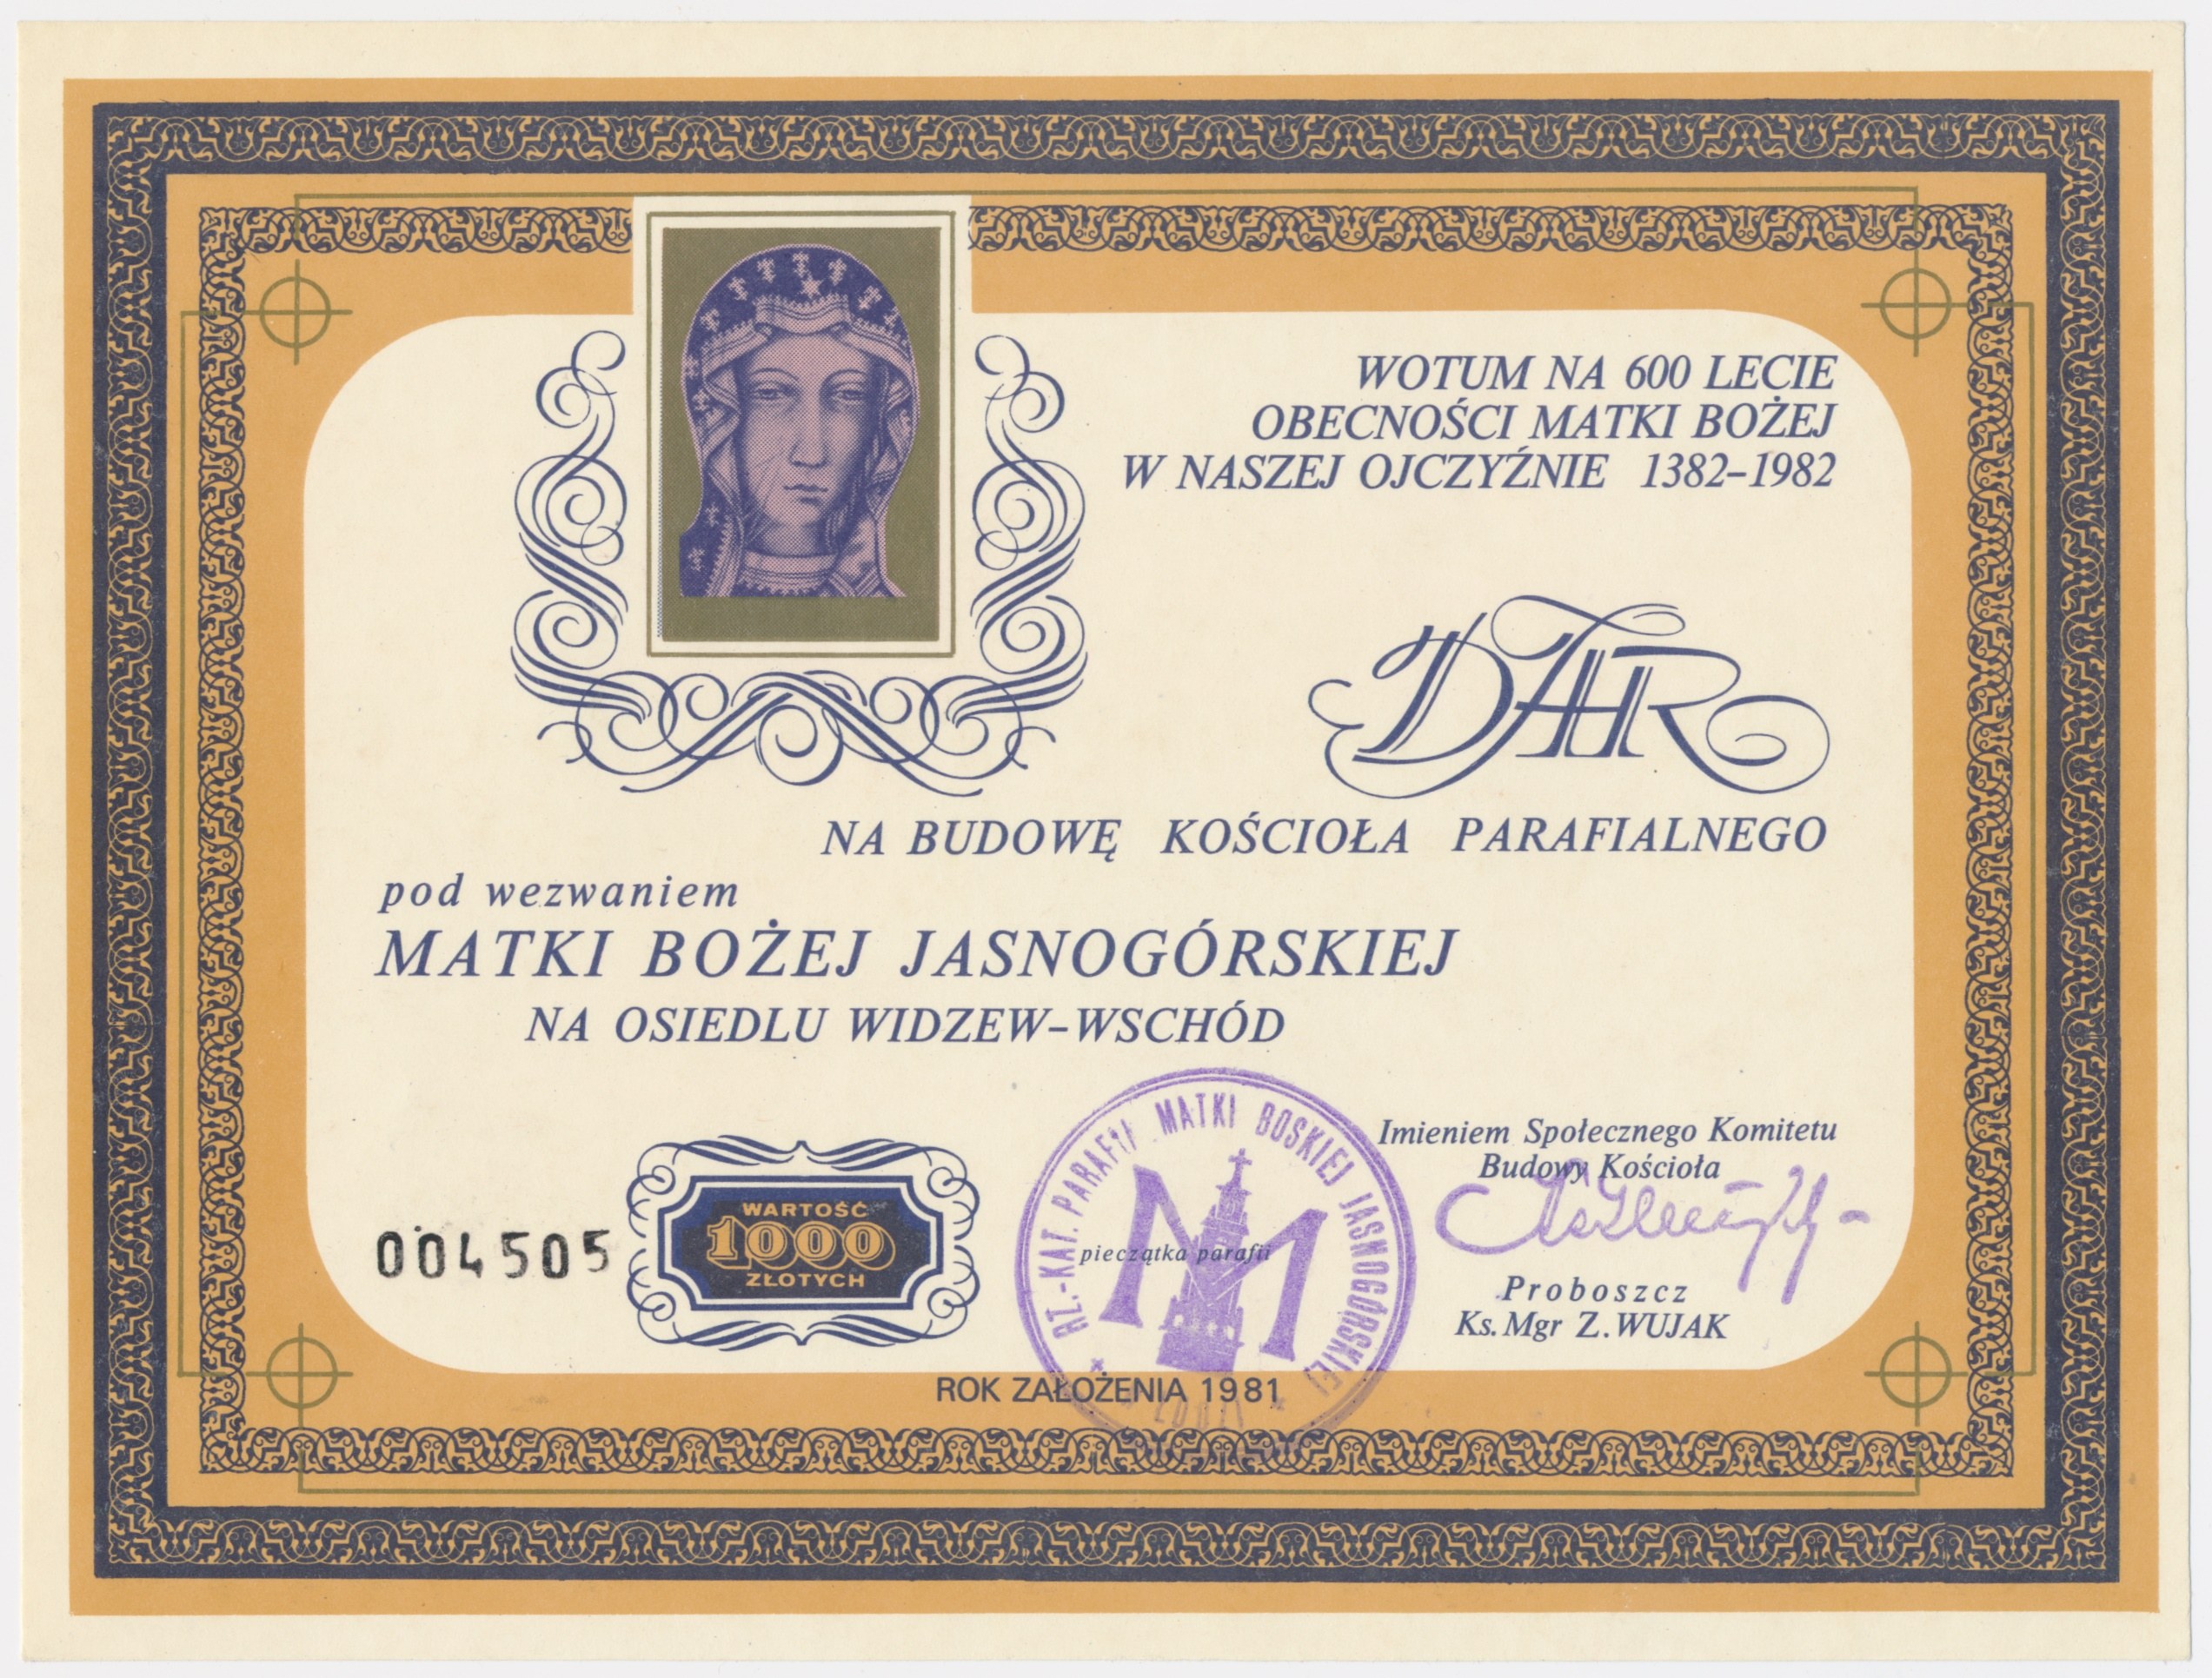 WOTUM NA 600 LECIE
OBECNOŚCI MATKI BOŻEJ
W NASZEJ OJCZYŹNIE 1382-1982
DAR
NA BUDOWĘ KOŚCIOŁA PARAFIALNEGO
pod wezwaniem
MATKI BOŻEJ JASNOGÓRSKIEJ
NA OSIEDLU WIDZEW-WSCHÓD
004505
WARTOŚĆ
1000
ZŁOTYCH
RZ.-KAT. PARAFII MATKI BOSKIEJ JASNOGÓRSKIEJ
M
pieczątka parafii
Imieniem Społecznego Komitetu
Budowy Kościoła
Proboszcz
Ks. Mgr Z. WUJAK
ROK ZAŁOŻENIA 1981